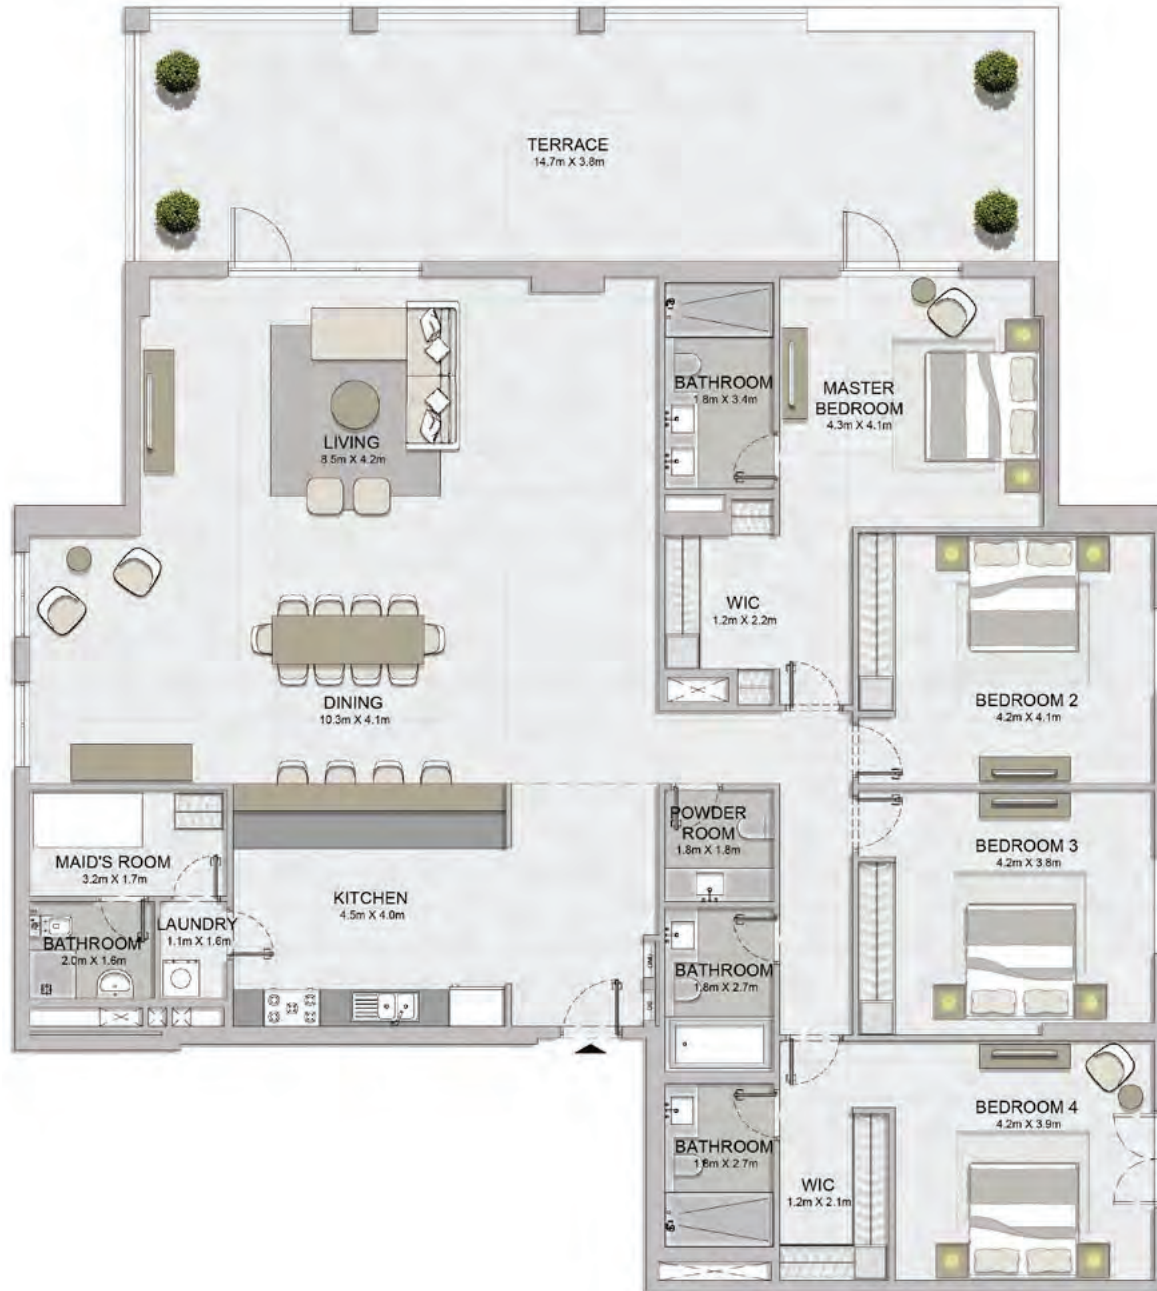 TERRACE
14.7m X 3.8m
BATHROOM
1.8m X 3.4m
MASTER
BEDROOM
4.3m X 4.1m
LIVING
8.5m X 4.2m
WIC
1.2m X 2.2m
DINING
10.3m X 4.1m
BEDROOM 2
4.2m X 4.1m
POWDER
ROOM
1.8m X 1.8m
BEDROOM 3
4.2m X 3.8m
MAID'S ROOM
3.2m X 1.7m
KITCHEN
4.5m X 4.0m
LAUNDRY
1.1m X 1.6m
BATHROOM
2.0m X 1.6m
BATHROOM
1.8m X 2.7m
BEDROOM 4
4.2m X 3.9m
BATHROOM
1.8m X 2.7m
WIC
1.2m X 2.1m